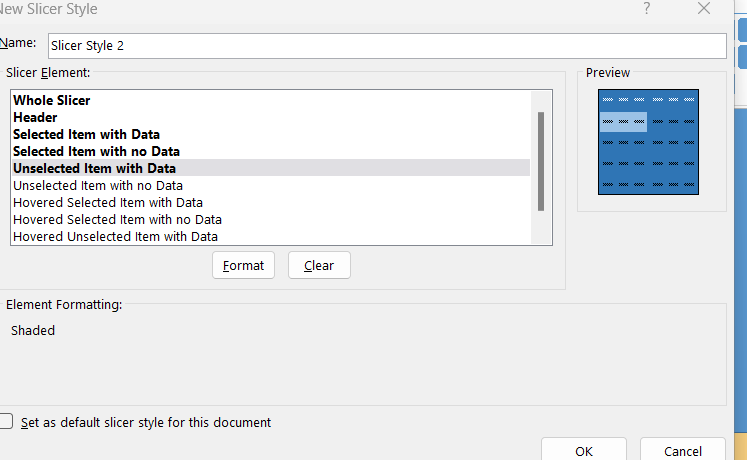 New Slicer Style ?
Name: Slicer Style 2
Slicer Element:
Preview
Whole Slicer
Header
Selected Item with Data
Selected Item with no Data
Unselected Item with Data
Unselected Item with no Data
Hovered Selected Item with Data
Hovered Selected Item with no Data
Hovered Unselected Item with Data
Format Clear
Element Formatting:
Shaded
Set as default slicer style for this document
OK Cancel